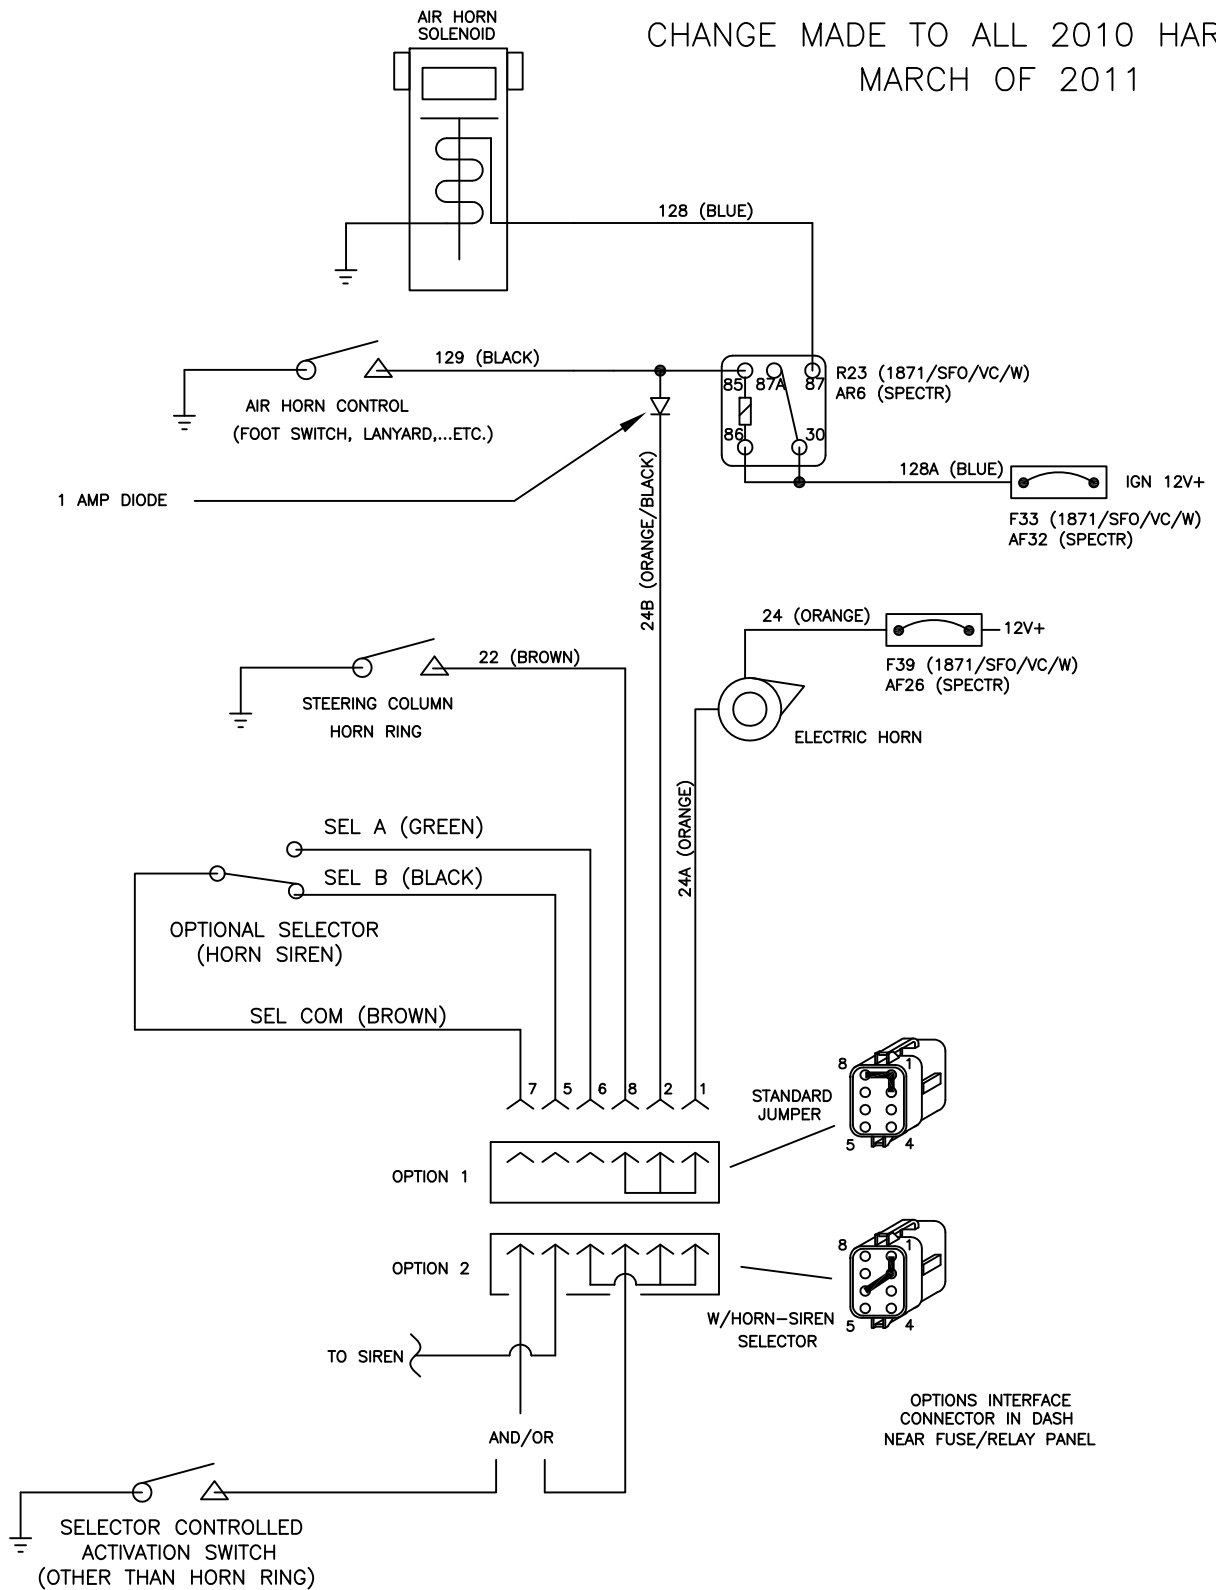 AIR HORN
SOLENOID
CHANGE MADE TO ALL 2010
MARCH OF 2011
128 (BLUE)
129 (BLACK)
85
87A
87
86
30
R23 (1871/SFO/VC/W)
AR6 (SPECTR)
AIR HORN CONTROL
(FOOT SWITCH, LANYARD,...ETC.)
128A (BLUE)
IGN 12V+
1 AMP DIODE
F33 (1871/SFO/VC/W)
AF32 (SPECTR)
24B (ORANGE/BLACK)
24 (ORANGE)
12V+
22 (BROWN)
F39 (1871/SFO/VC/W)
AF26 (SPECTR)
STEERING COLUMN
HORN RING
ELECTRIC HORN
24A (ORANGE)
SEL A (GREEN)
SEL B (BLACK)
OPTIONAL SELECTOR
(HORN SIREN)
SEL COM (BROWN)
7
5
6
8
2
1
STANDARD
JUMPER
8
1
5
4
OPTION 1
OPTION 2
8
1
5
4
W/HORN-SIREN
SELECTOR
TO SIREN
OPTIONS INTERFACE
CONNECTOR IN DASH
NEAR FUSE/RELAY PANEL
AND/OR
SELECTOR CONTROLLED
ACTIVATION SWITCH
(OTHER THAN HORN RING)